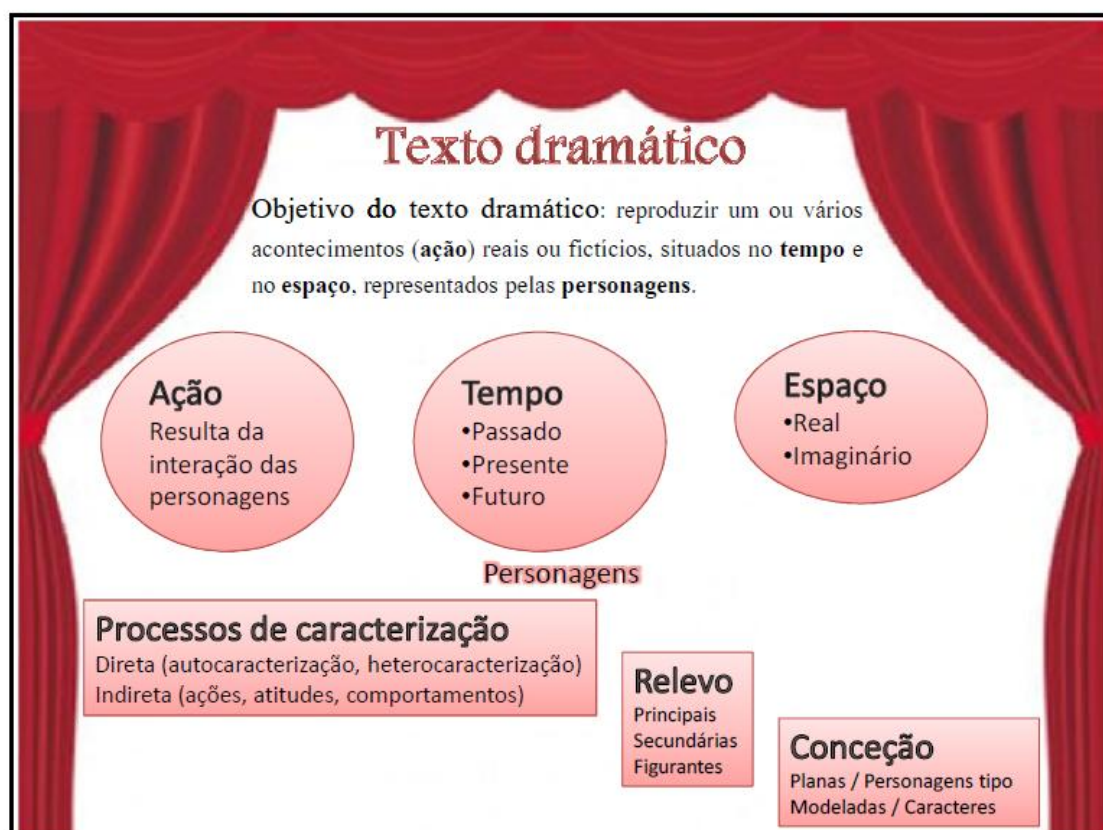 Texto dramático
Objetivo do texto dramático: reproduzir um ou vários
acontecimentos (ação) reais ou fictícios, situados no tempo e
no espaço, representados pelas personagens.
Ação
Resulta da
interação das
personagens
Tempo
•Passado
•Presente
•Futuro
Espaço
•Real
•Imaginário
Personagens
Processos de caracterização
Direta (autocaracterização, heterocaracterização)
Indireta (ações, atitudes, comportamentos)
Relevo
Principais
Secundárias
Figurantes
Conceção
Planas / Personagens tipo
Modeladas / Caracteres